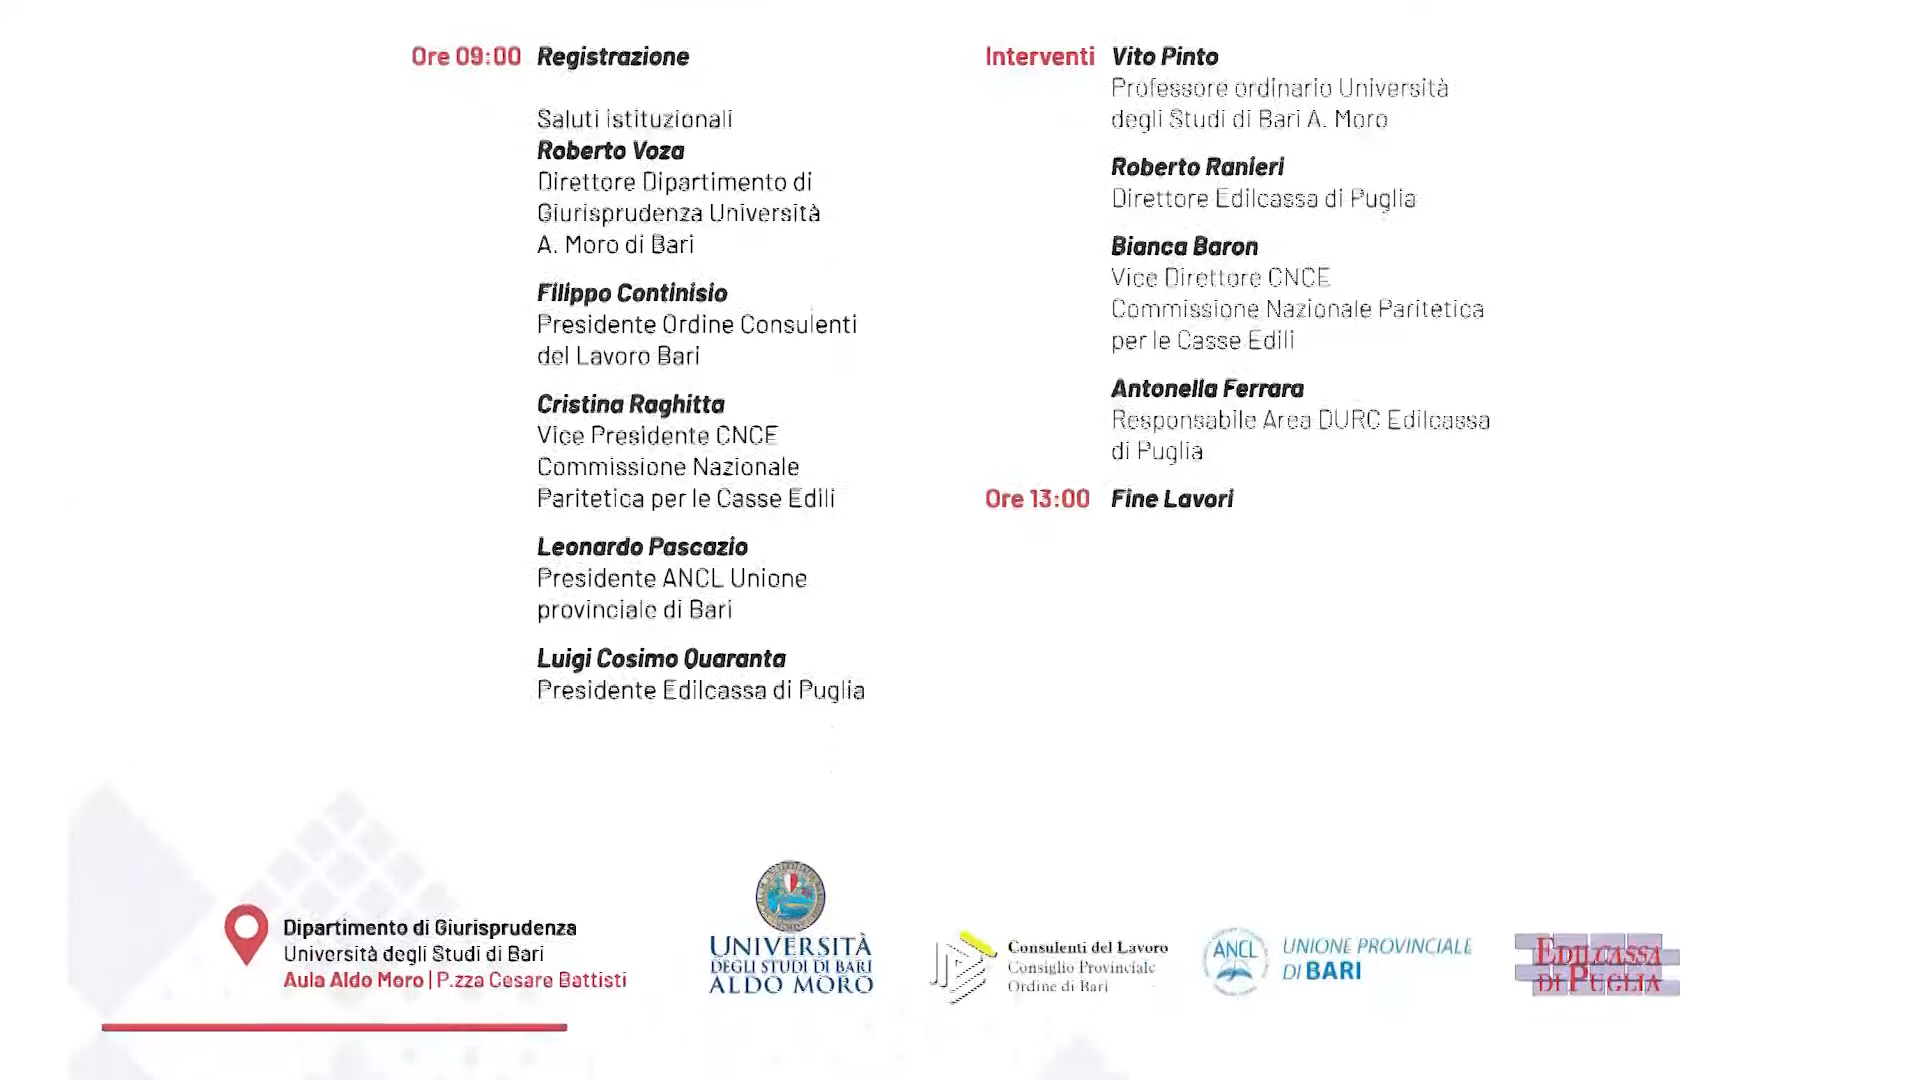 Ore 09:00 Registrazione
Saluti istituzionali
Roberto Voza
Direttore Dipartimento di
Giurisprudenza Università
A. Moro di Bari
Filippo Continisio
Presidente Ordine Consulenti
del Lavoro Bari
Cristina Raghitta
Vice Presidente CNCE
Commissione Nazionale
Paritetica per le Casse Edili
Leonardo Pascazio
Presidente ANCL Unione
provinciale di Bari
Luigi Cosimo Quaranta
Presidente Edilcassa di Puglia
Interventi Vito Pinto
Professore ordinario Università
degli Studi di Bari A. Moro
Roberto Ranieri
Direttore Edilcassa di Puglia
Bianca Baron
Vice Direttore CNCE
Commissione Nazionale Paritetica
per le Casse Edili
Antonella Ferrara
Responsabile Area DURC Edilcassa
di Puglia
Ore 13:00 Fine Lavori
Dipartimento di Giurisprudenza
Università degli Studi di Bari
Aula Aldo Moro | P.zza Cesare Battisti
UNIVERSITÀ
DEGLI STUDI DI BARI
ALDO MORO
Consulenti del Lavoro
Consiglio Provinciale
Ordine di Bari
ANCL
UNIONE PROVINCIALE
DI BARI
EDILCASSA
DI PUGLIA